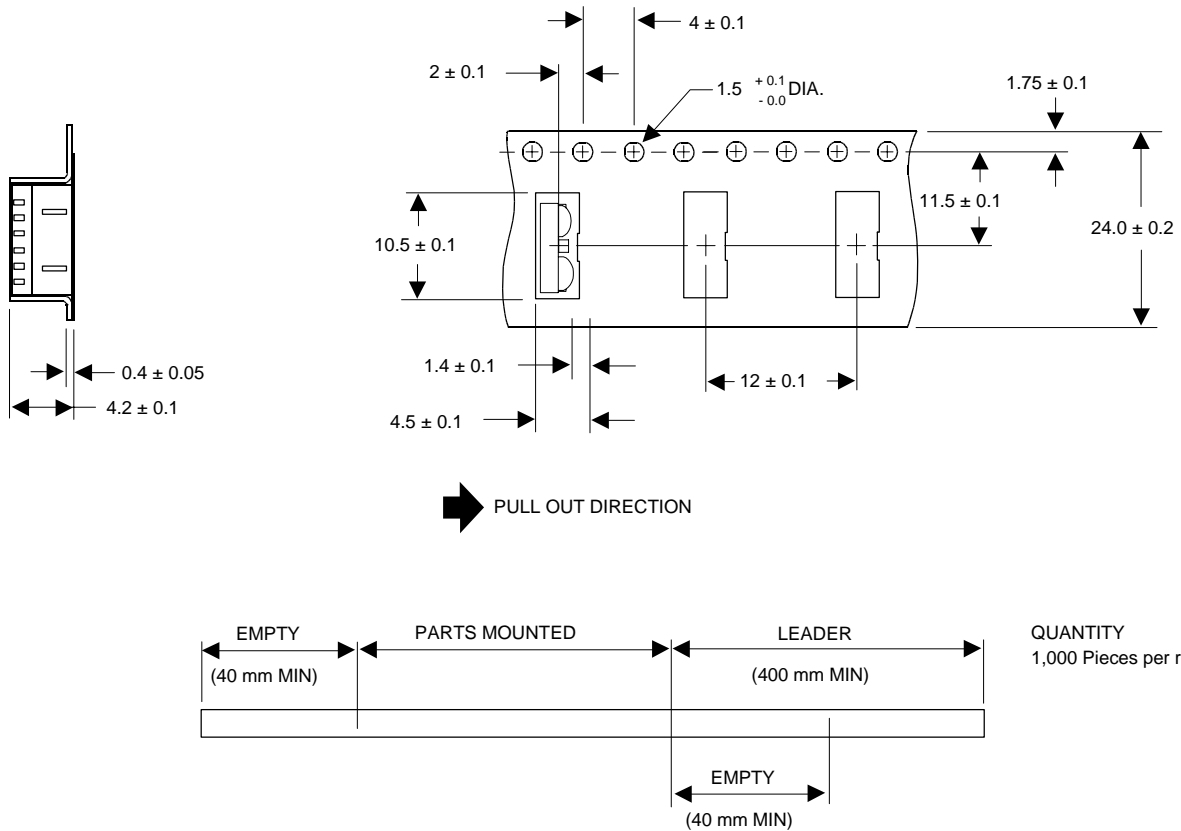 4 ± 0.1
2 ± 0.1
1.5 + 0.1 - 0.0 DIA.
1.75 ± 0.1
11.5 ± 0.1
24.0 ± 0.2
10.5 ± 0.1
1.4 ± 0.1
12 ± 0.1
4.5 ± 0.1
0.4 ± 0.05
4.2 ± 0.1
PULL OUT DIRECTION
EMPTY
(40 mm MIN)
PARTS MOUNTED
LEADER
(400 mm MIN)
QUANTITY
1,000 Pieces per r
EMPTY
(40 mm MIN)